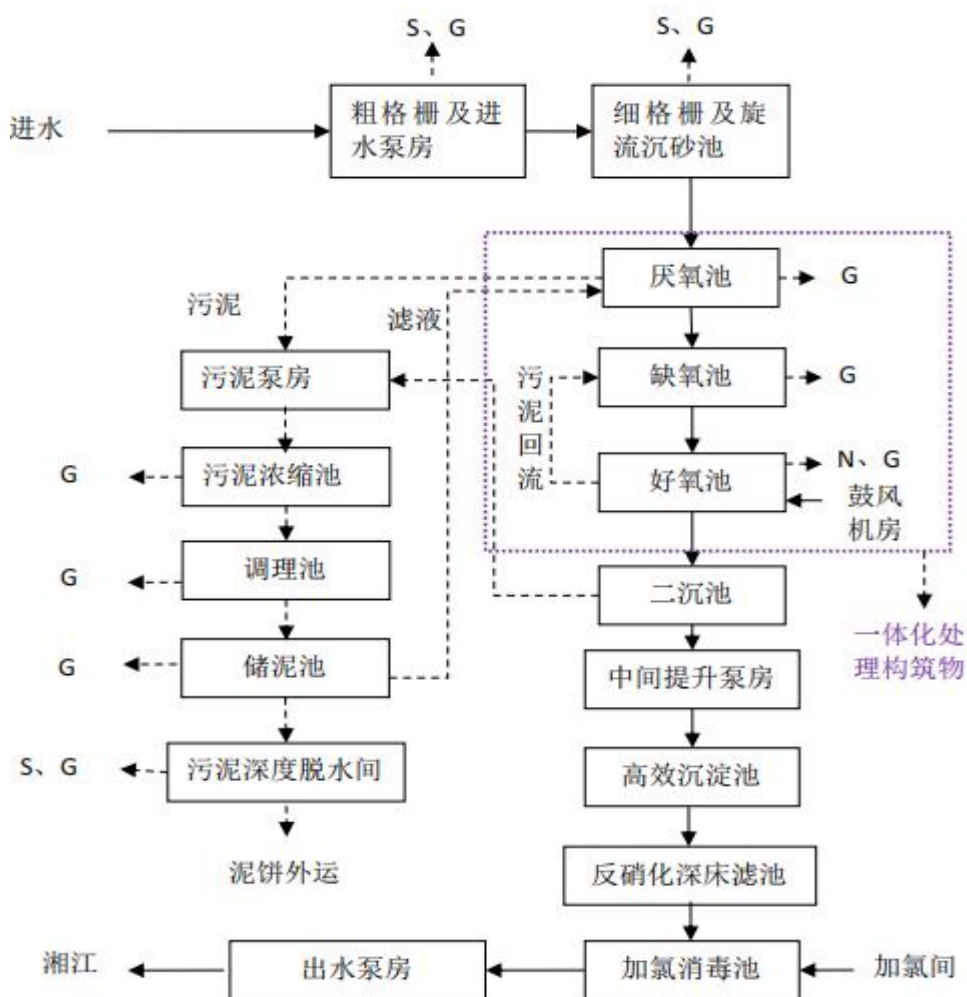 S、G
S、G
进水
粗格栅及进
水泵房
细格栅及旋
流沉砂池
厌氧池
G
污泥
滤液
污泥泵房
污
泥
回
流
缺氧池
G
G
污泥浓缩池
好氧池
N、G
鼓风
机房
G
调理池
二沉池
一体化处
理构筑物
G
储泥池
中间提升泵房
S、G
污泥深度脱水间
高效沉淀池
泥饼外运
反硝化深床滤池
湘江
出水泵房
加氯消毒池
加氯间